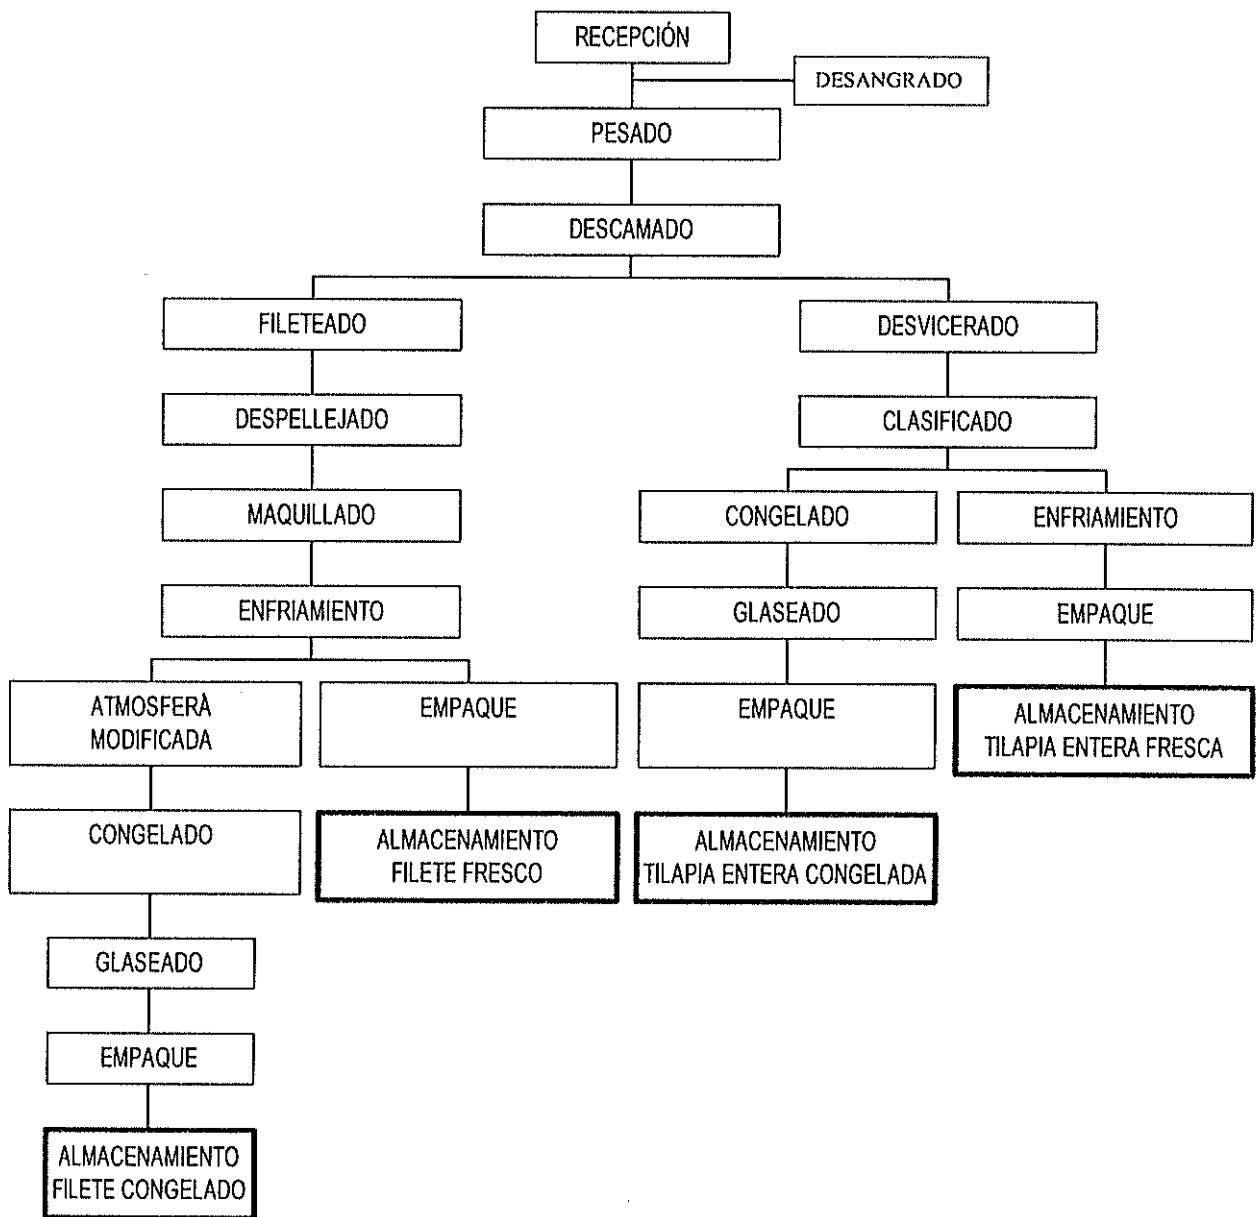 RECEPCIÓN
DESANGRADO
PESADO
DESCAMADO
FILETEADO
DESVICERADO
DESPELLEJADO
CLASIFICADO
MAQUILLADO
CONGELADO
ENFRIAMIENTO
ENFRIAMIENTO
GLASEADO
EMPAQUE
ATMOSFERÀ
MODIFICADA
EMPAQUE
EMPAQUE
ALMACENAMIENTO
TILAPIA ENTERA FRESCA
CONGELADO
ALMACENAMIENTO
FILETE FRESCO
ALMACENAMIENTO
TILAPIA ENTERA CONGELADA
GLASEADO
EMPAQUE
ALMACENAMIENTO
FILETE CONGELADO